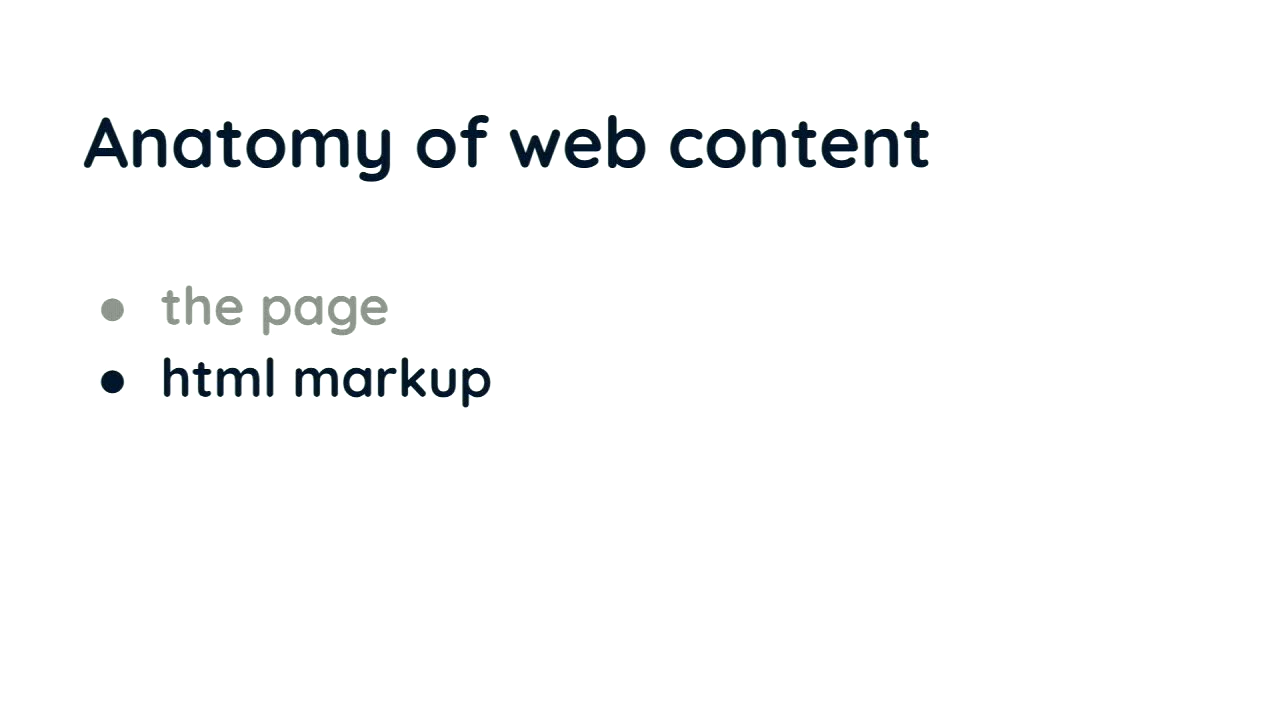 Anatomy of web content
● the page
● html markup